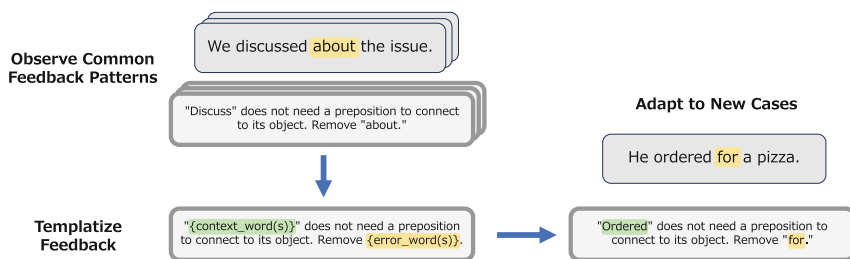 Observe Common
Feedback Patterns
We discussed about the issue.
"Discuss" does not need a preposition to connect
to its object. Remove "about."
Templatize
Feedback
"{context_word(s)}" does not need a preposition
to connect to its object. Remove {error_word(s)}.
Adapt to New Cases
He ordered for a pizza.
"Ordered" does not need a preposition to
connect to its object. Remove "for."